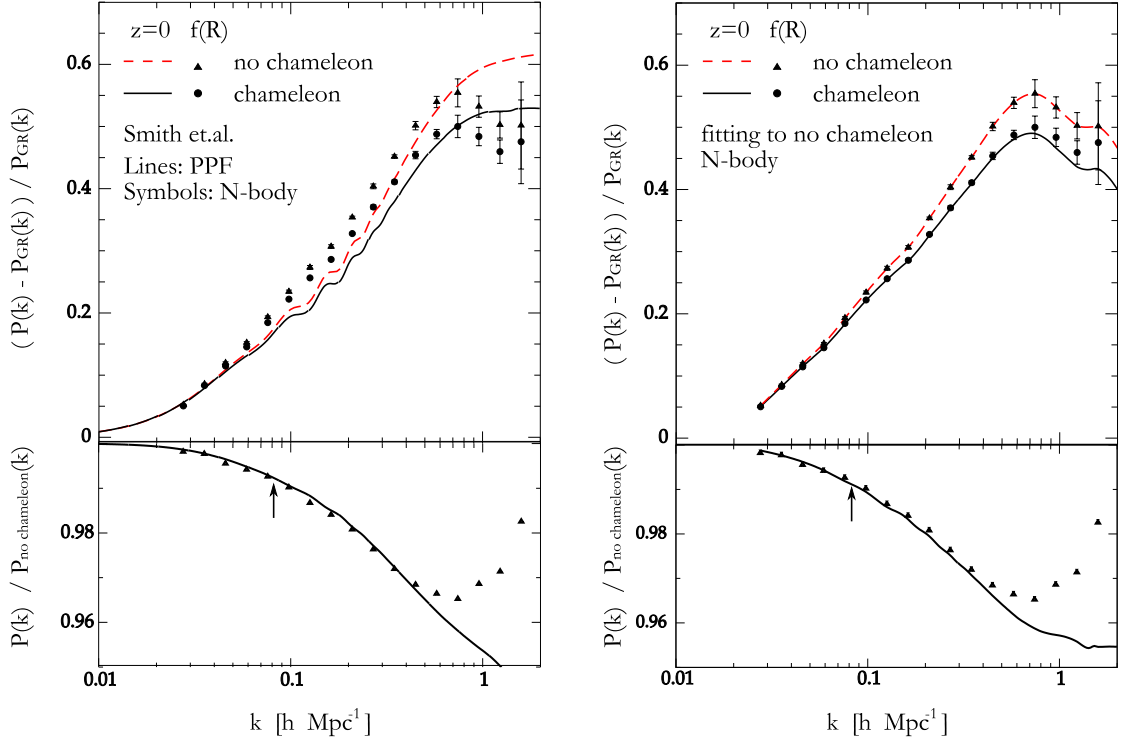 z=0 f(R)
no chameleon
chameleon
Smith et.al.
Lines: PPF
Symbols: N-body
( P(k) - PGR(k) ) / PGR(k)
0.6
0.4
0.2
0
P(k) / Pno chameleon(k)
0.98
0.96
0.01
0.1
1
k [h Mpc-1]
z=0 f(R)
no chameleon
chameleon
fitting to no chameleon
N-body
( P(k) - PGR(k) ) / PGR(k)
0.6
0.4
0.2
0
P(k) / Pno chameleon(k)
0.98
0.96
0.01
0.1
1
k [h Mpc-1]